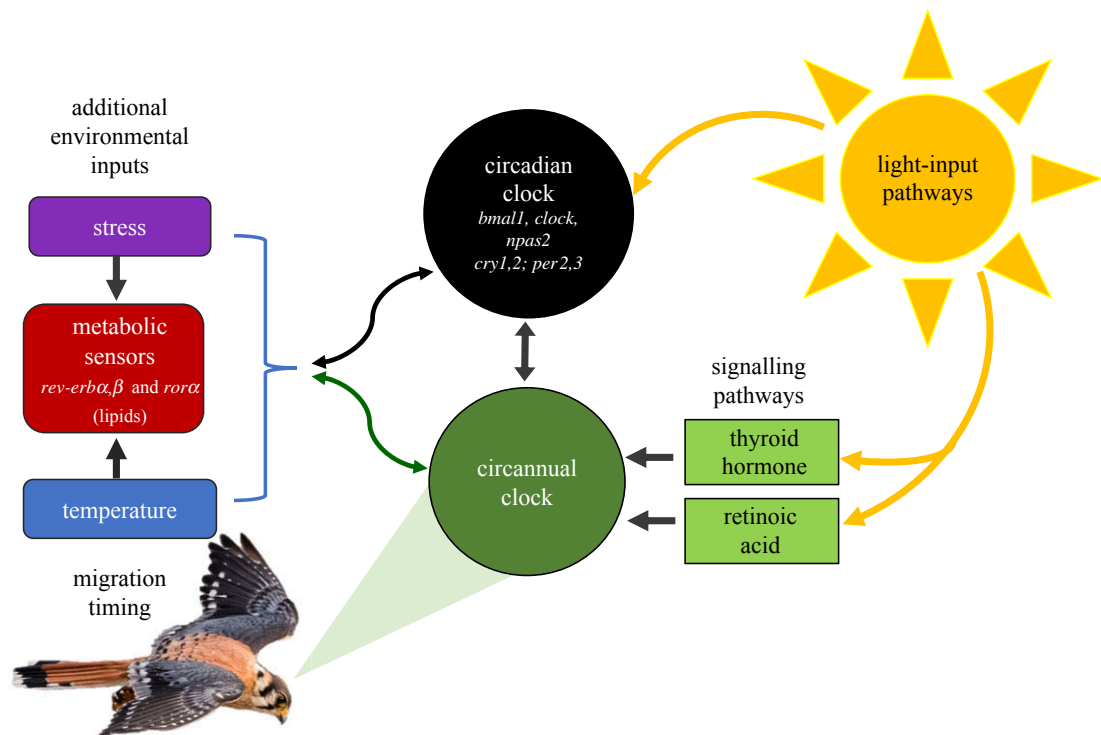 additional
environmental
inputs
stress
metabolic
sensors
rev-erbα,β and rorα
(lipids)
temperature
migration
timing
circadian
clock
bmal1, clock,
npas2
cry1,2; per2,3
circannual
clock
light-input
pathways
signalling
pathways
thyroid
hormone
retinoic
acid